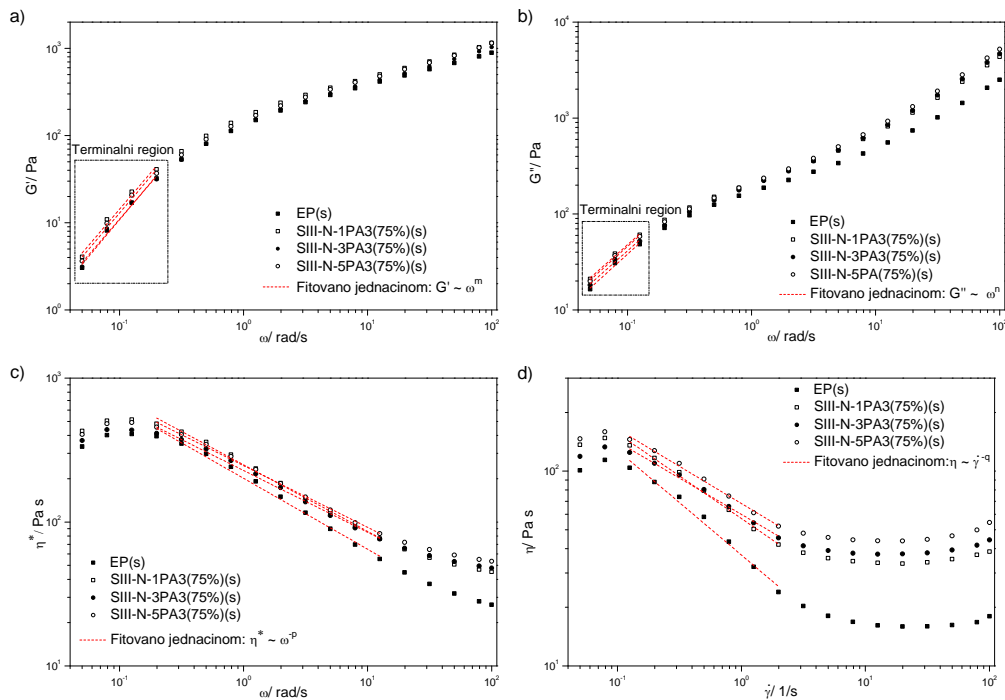 a)
10³
10²
10¹
10⁰
G'/ Pa
Terminalni region
EP(s)
SIII-N-1PA3(75%)(s)
SIII-N-3PA3(75%)(s)
SIII-N-5PA3(75%)(s)
Fitovano jednacinom: G' ~ ω^m
10⁻¹
10⁰
10¹
10²
ω/ rad/s
b)
10⁴
10³
10²
10¹
G''/ Pa
Terminalni region
EP(s)
SIII-N-1PA3(75%)(s)
SIII-N-3PA3(75%)(s)
SIII-N-5PA(75%)(s)
Fitovano jednacinom: G'' ~ ω^n
10⁻¹
10⁰
10¹
10²
ω/ rad/s
c)
10³
10²
10¹
η*/ Pa s
EP(s)
SIII-N-1PA3(75%)(s)
SIII-N-3PA3(75%)(s)
SIII-N-5PA3(75%)(s)
Fitovano jednacinom: η* ~ ω^-p
10⁻¹
10⁰
10¹
10²
ω/ rad/s
d)
10²
10¹
η/ Pa s
EP(s)
SIII-N-1PA3(75%)(s)
SIII-N-3PA3(75%)(s)
SIII-N-5PA3(75%)(s)
Fitovano jednacinom:η ~ γ̇^-q
10⁻¹
10⁰
10¹
10²
γ̇/ 1/s